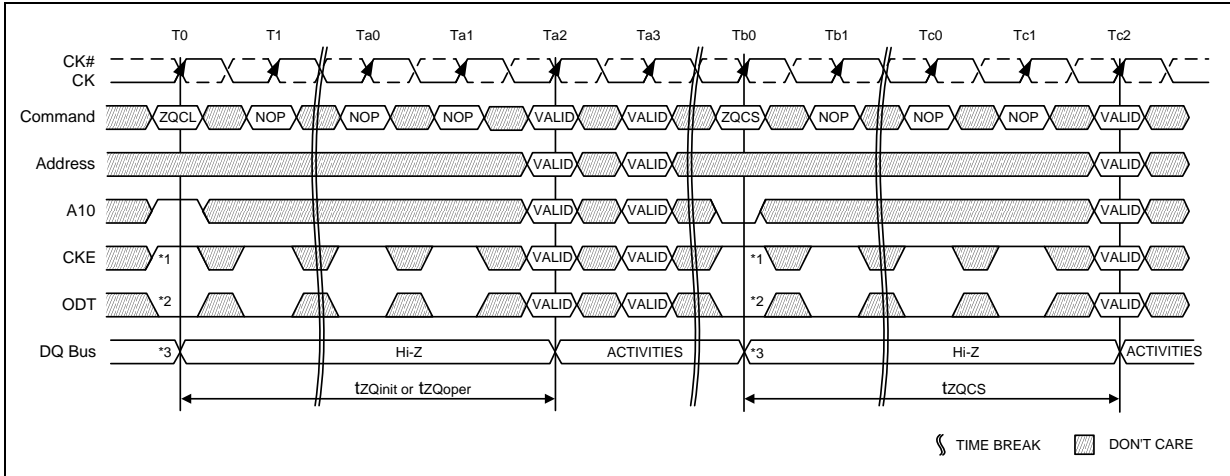 T0 T1 Ta0 Ta1 Ta2 Ta3 Tb0 Tb1 Tc0 Tc1 Tc2
CK#
CK
Command ZQCL NOP NOP NOP VALID VALID ZQCS NOP NOP NOP VALID
Address VALID VALID VALID
A10 VALID VALID VALID
CKE *1 VALID VALID *1 VALID
ODT *2 VALID VALID *2 VALID
DQ Bus *3 Hi-Z ACTIVITIES *3 Hi-Z ACTIVITIES
tZQinit or tZQoper tZQCS
TIME BREAK DON'T CARE